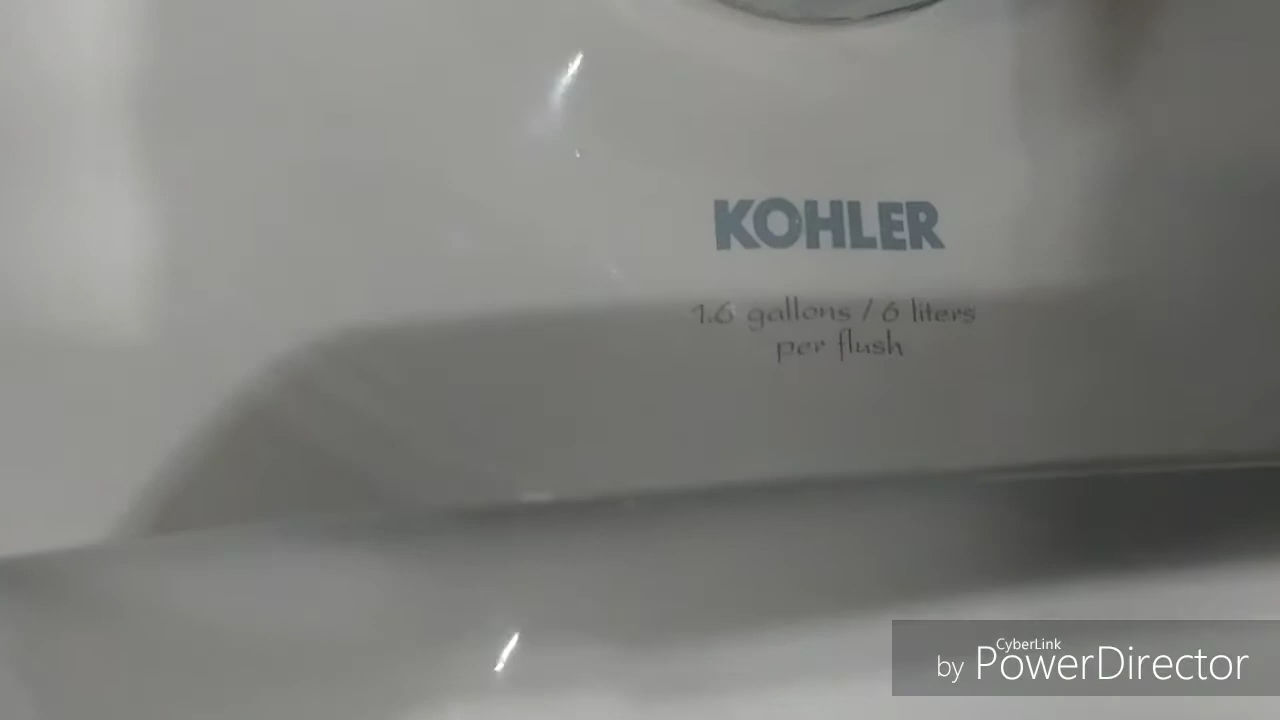 KOHLER
1.6 gallons / 6 liters
per flush
CyberLink
by PowerDirector